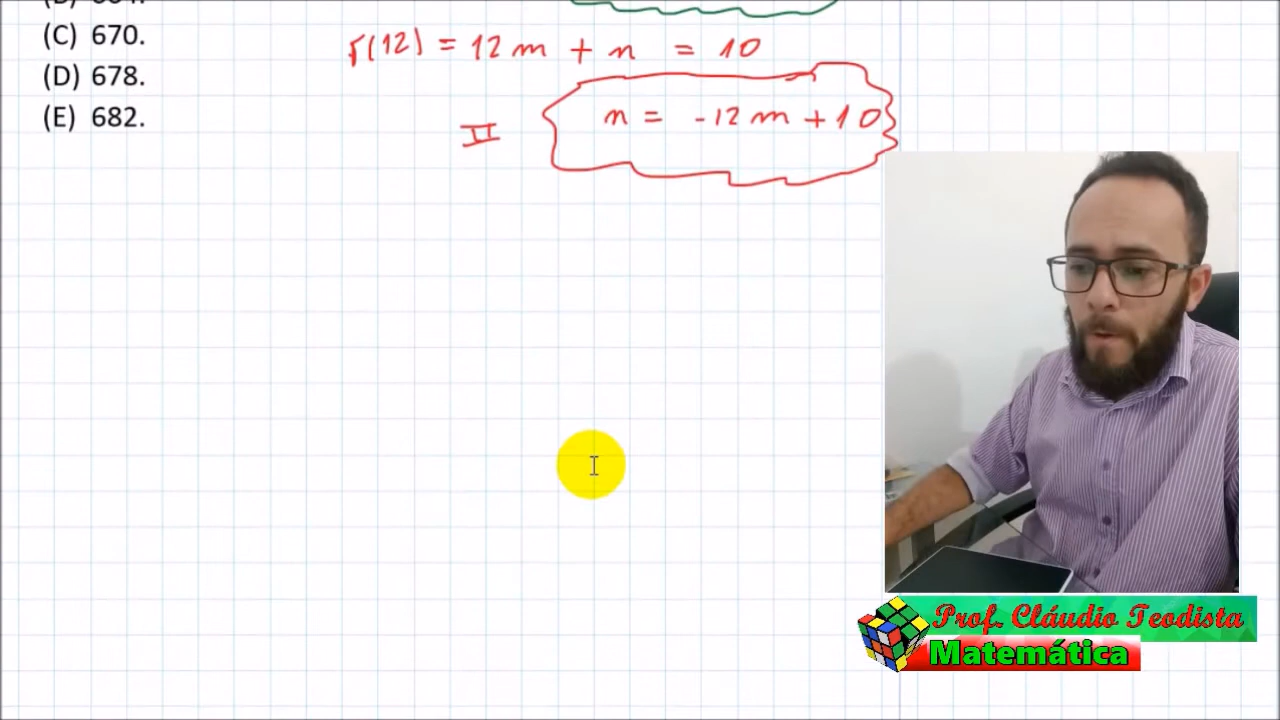 (C) 670.
r(12) = 12m + n = 10
(D) 678.
(E) 682.
n = -12m + 10
II
Prof. Cláudio Teodista
Matemática